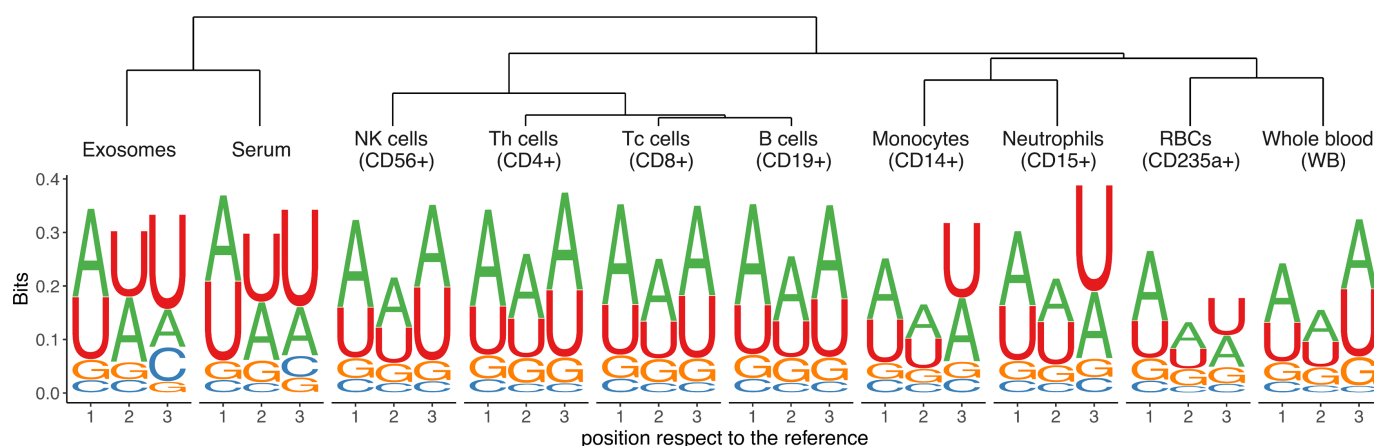 Exosomes
Serum
NK cells
(CD56+)
Th cells
(CD4+)
Tc cells
(CD8+)
B cells
(CD19+)
Monocytes
(CD14+)
Neutrophils
(CD15+)
RBCs
(CD235a+)
Whole blood
(WB)
Bits
0.4
0.3
0.2
0.1
0.0
A U U A U U A A A A A A A A A A A A A A U A A U A A U A A A
U A A U A A U U U U U U U U U U U U U U A U U A U U A U U U
G G C G G C G G G G G G G G G G G G G G G G G G G G G G G G
C C G C C G C C C C C C C C C C C C C C C C C C C C C C C C
1 2 3 1 2 3 1 2 3 1 2 3 1 2 3 1 2 3 1 2 3 1 2 3 1 2 3 1 2 3
position respect to the reference